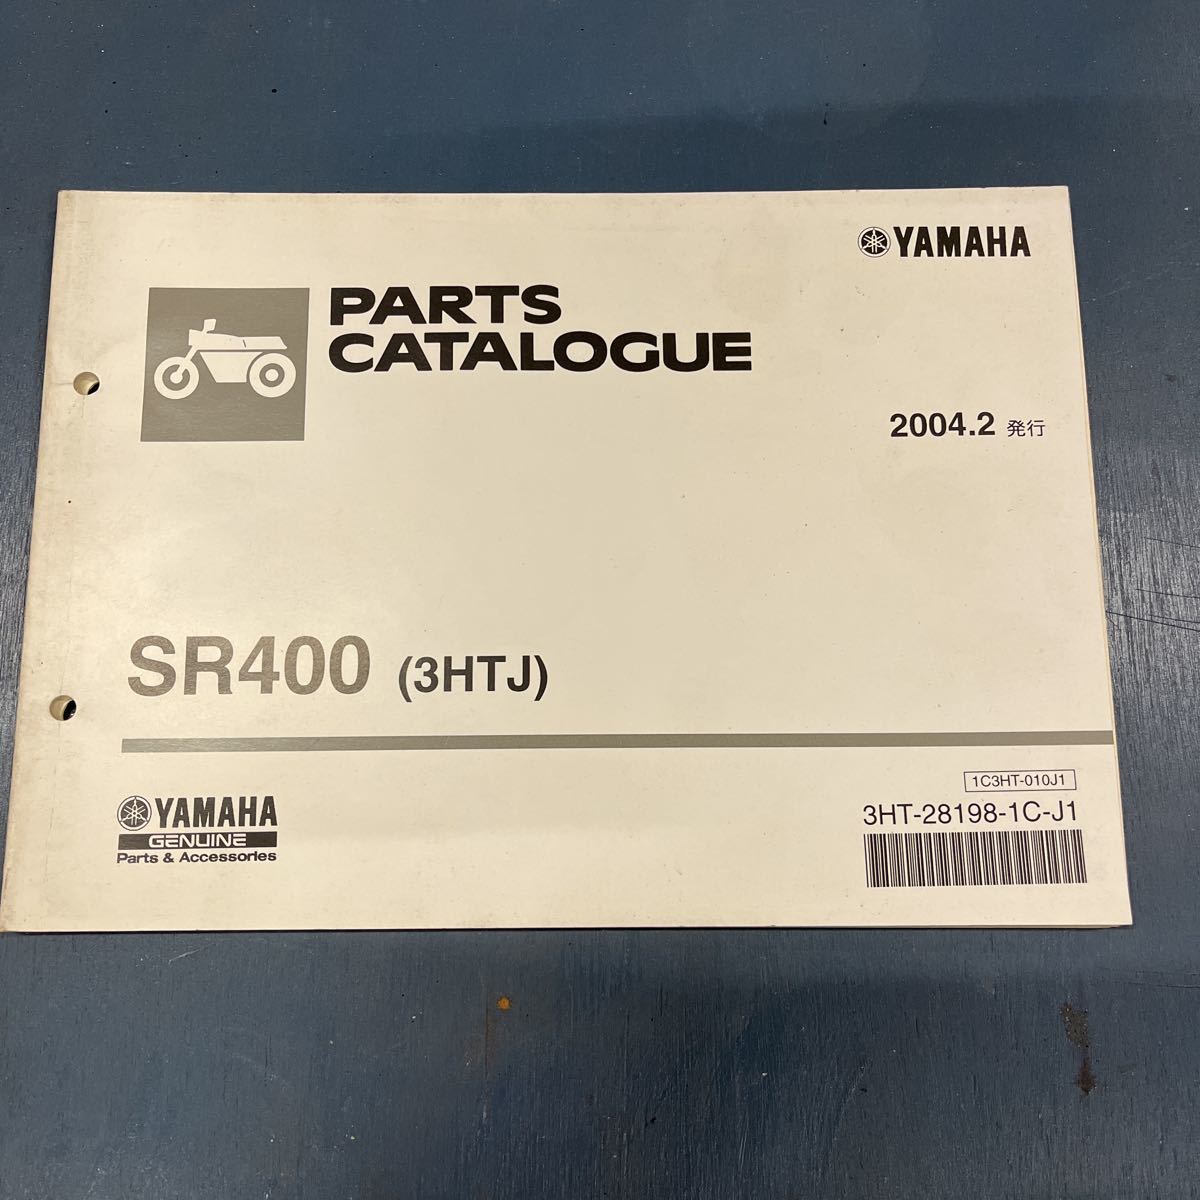 YAMAHA
PARTS
CATALOGUE
2004.2 発行
SR400 (3HTJ)
1C3HT-010J1
3HT-28198-1C-J1
YAMAHA
GENUINE
Parts & Accessories